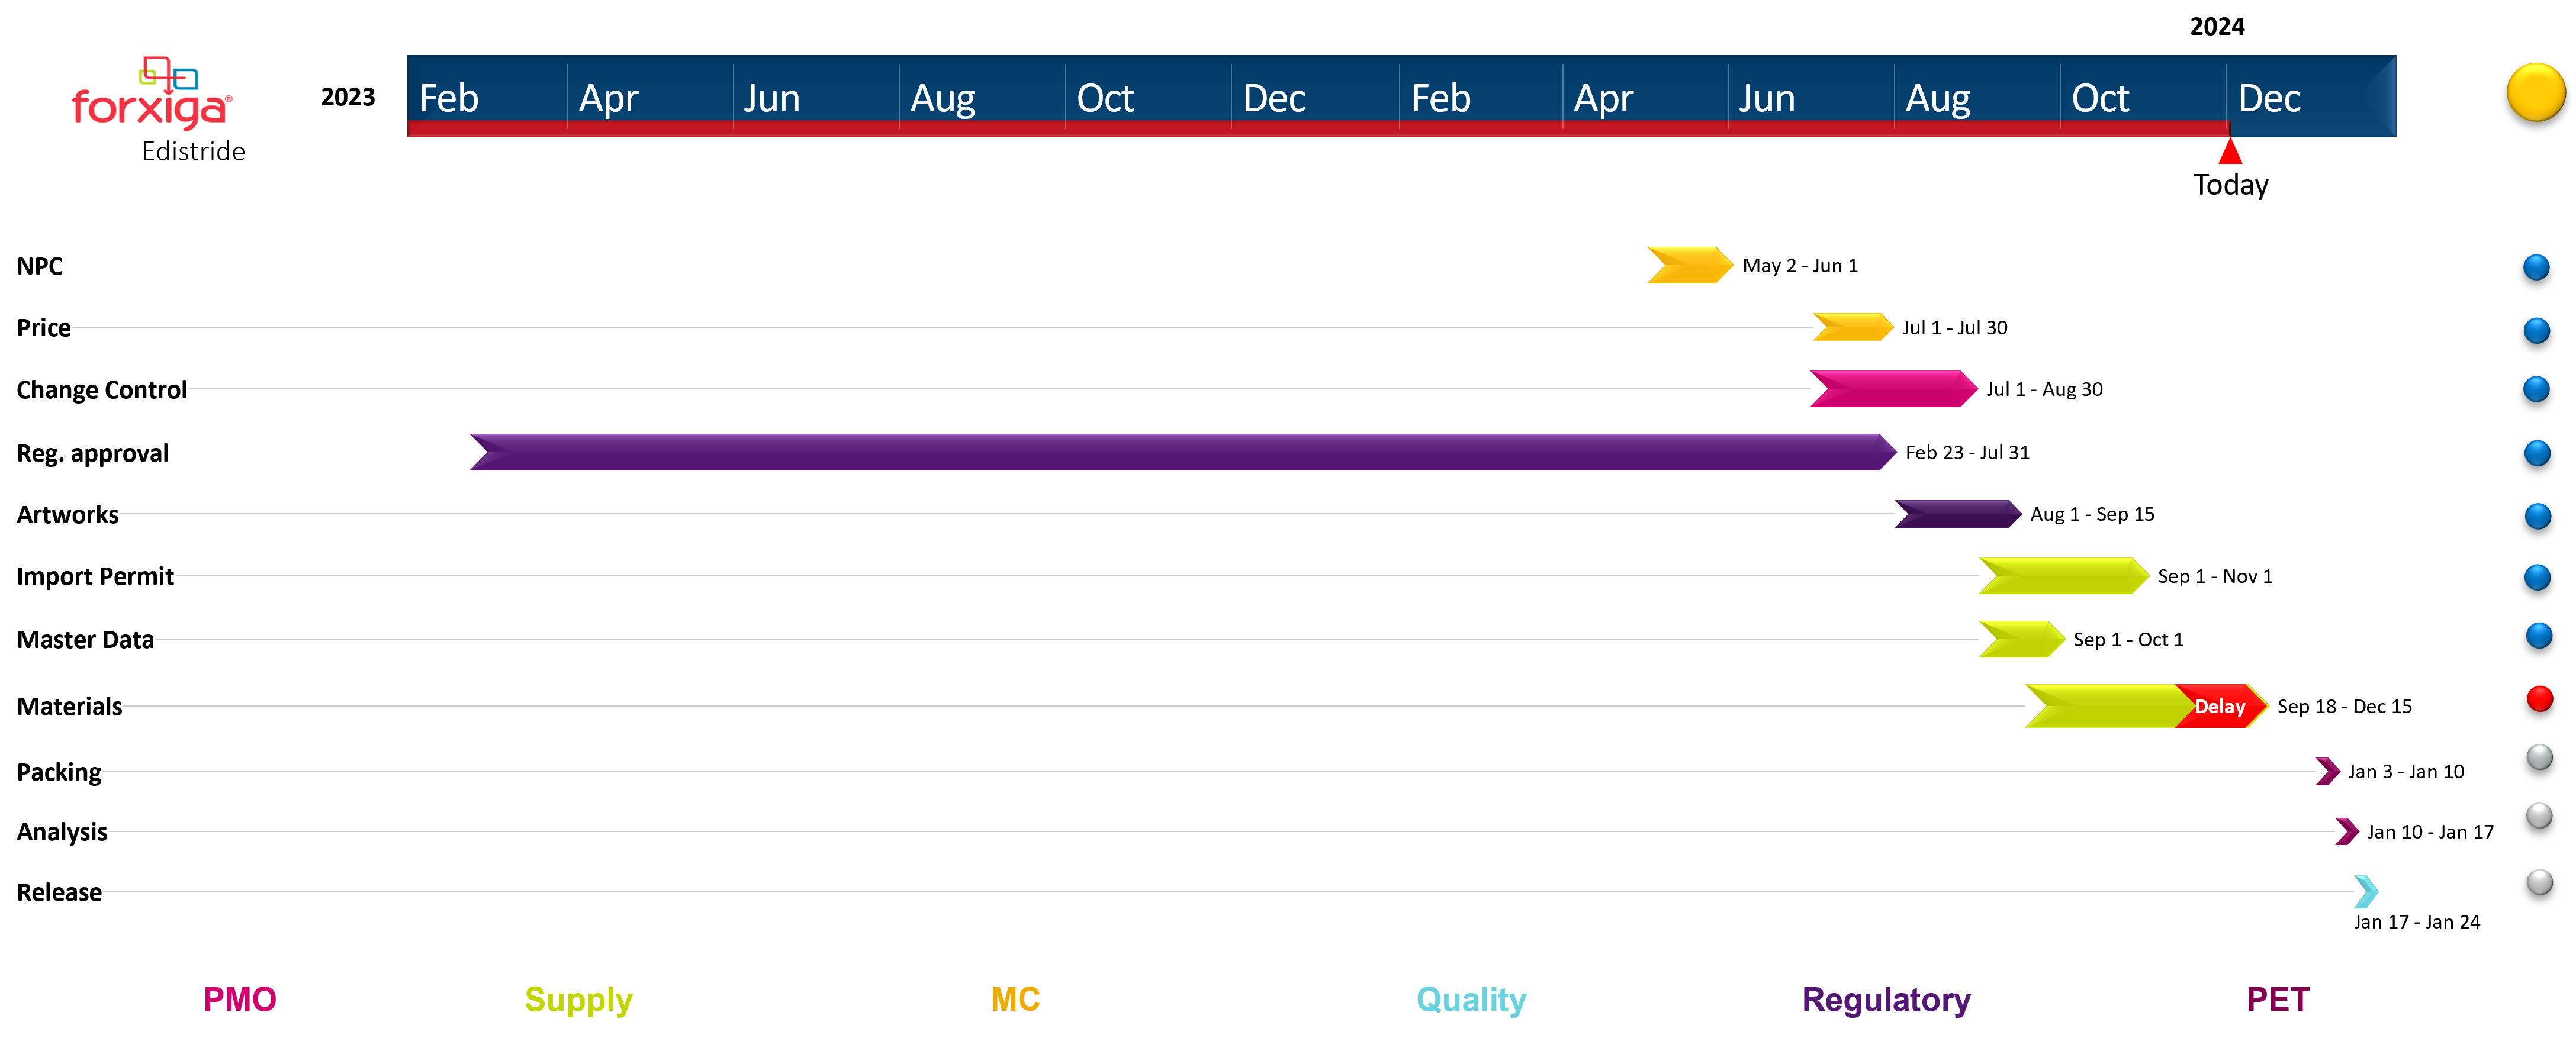 2024
forxiga®
Edistride
2023
Feb Apr Jun Aug Oct Dec Feb Apr Jun Aug Oct Dec
Today
NPC May 2 - Jun 1
Price Jul 1 - Jul 30
Change Control Jul 1 - Aug 30
Reg. approval Feb 23 - Jul 31
Artworks Aug 1 - Sep 15
Import Permit Sep 1 - Nov 1
Master Data Sep 1 - Oct 1
Materials Delay Sep 18 - Dec 15
Packing Jan 3 - Jan 10
Analysis Jan 10 - Jan 17
Release
Jan 17 - Jan 24
PMO Supply MC Quality Regulatory PET